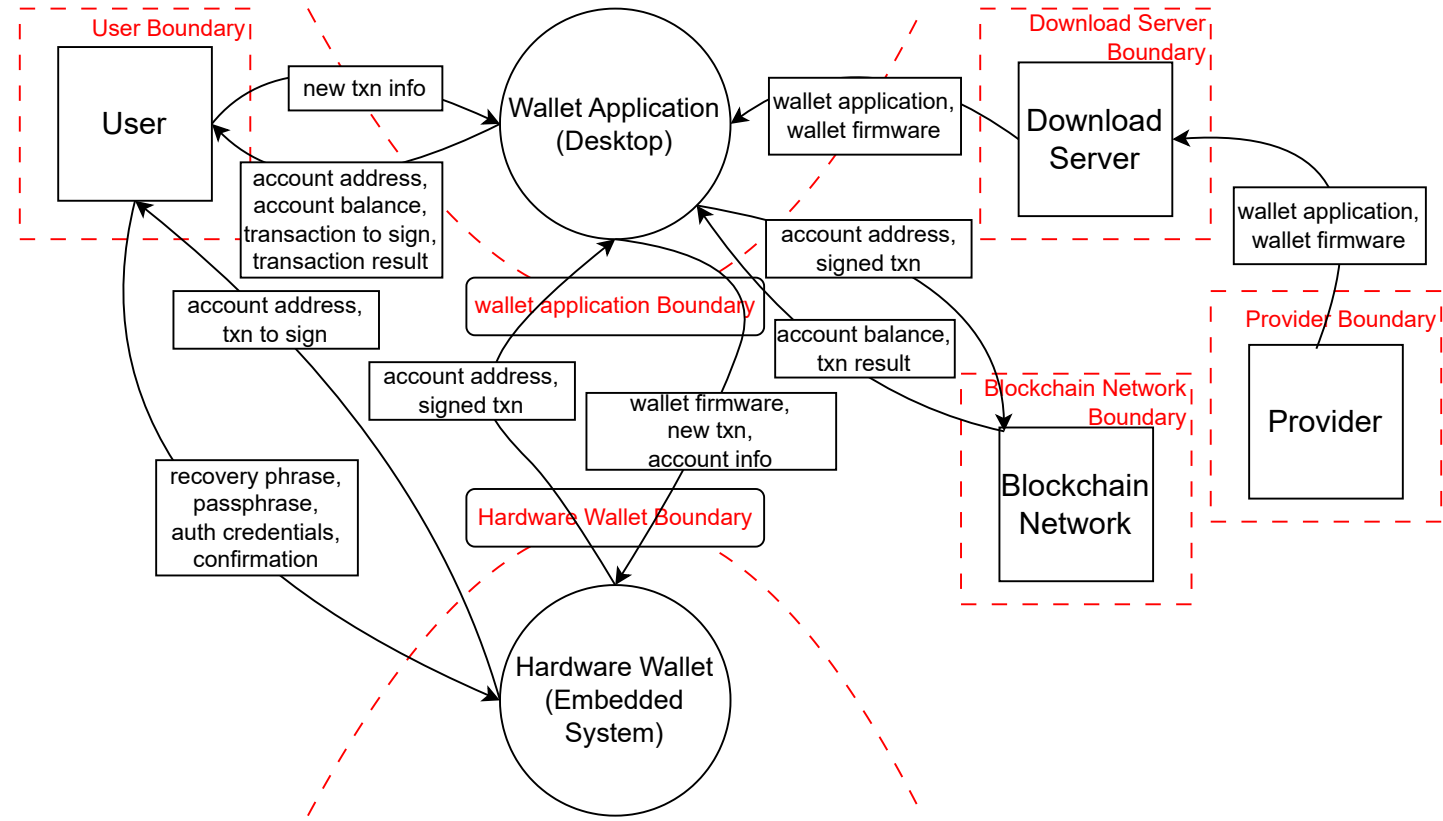 User Boundary
User
new txn info
Wallet Application
(Desktop)
wallet application,
wallet firmware
Download Server
Boundary
Download
Server
account address,
account balance,
transaction to sign,
transaction result
account address,
signed txn
wallet application,
wallet firmware
account address,
txn to sign
wallet application Boundary
account balance,
txn result
Provider Boundary
Provider
account address,
signed txn
wallet firmware,
new txn,
account info
Blockchain Network
Boundary
Blockchain
Network
recovery phrase,
passphrase,
auth credentials,
confirmation
Hardware Wallet Boundary
Hardware Wallet
(Embedded
System)